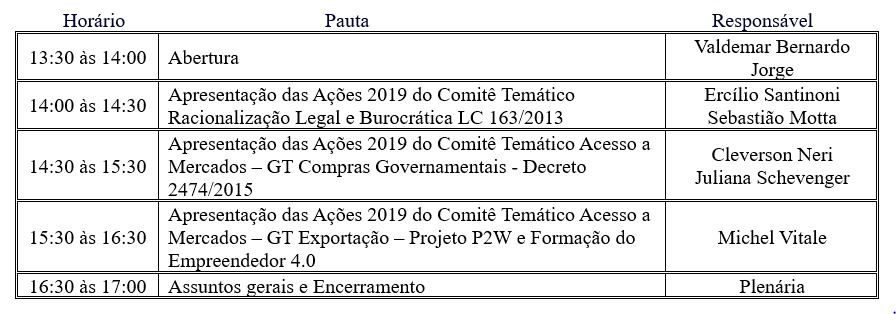 Horário Pauta Responsável
13:30 às 14:00 Abertura Valdemar Bernardo
Jorge
14:00 às 14:30 Apresentação das Ações 2019 do Comitê Temático Ercílio Santinoni
Racionalização Legal e Burocrática LC 163/2013 Sebastião Motta
14:30 às 15:30 Apresentação das Ações 2019 do Comitê Temático Acesso a
Mercados – GT Compras Governamentais - Decreto
2474/2015 Cleverson Neri
Juliana Schevenger
15:30 às 16:30 Apresentação das Ações 2019 do Comitê Temático Acesso a
Mercados – GT Exportação – Projeto P2W e Formação do
Empreendedor 4.0 Michel Vitale
16:30 às 17:00 Assuntos gerais e Encerramento Plenária